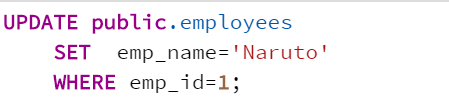 UPDATE public.employees
SET emp_name='Naruto'
WHERE emp_id=1;